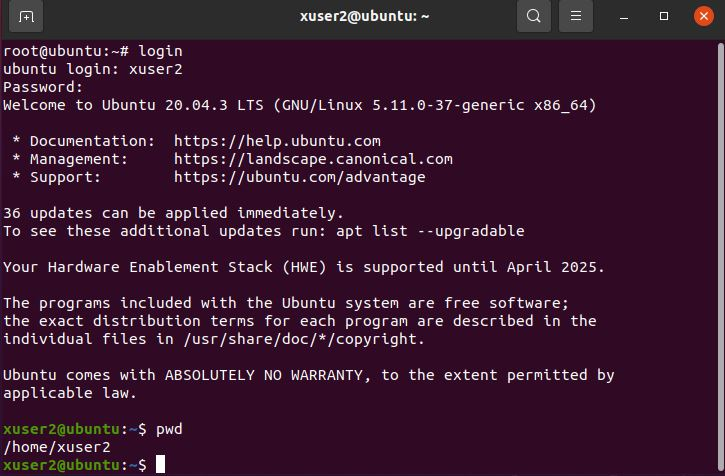 xuser2@ubuntu: ~
root@ubuntu:~# login
ubuntu login: xuser2
Password:
Welcome to Ubuntu 20.04.3 LTS (GNU/Linux 5.11.0-37-generic x86_64)

 * Documentation:  https://help.ubuntu.com
 * Management:     https://landscape.canonical.com
 * Support:        https://ubuntu.com/advantage

36 updates can be applied immediately.
To see these additional updates run: apt list --upgradable

Your Hardware Enablement Stack (HWE) is supported until April 2025.

The programs included with the Ubuntu system are free software;
the exact distribution terms for each program are described in the
individual files in /usr/share/doc/*/copyright.

Ubuntu comes with ABSOLUTELY NO WARRANTY, to the extent permitted by
applicable law.

xuser2@ubuntu:~$ pwd
/home/xuser2
xuser2@ubuntu:~$